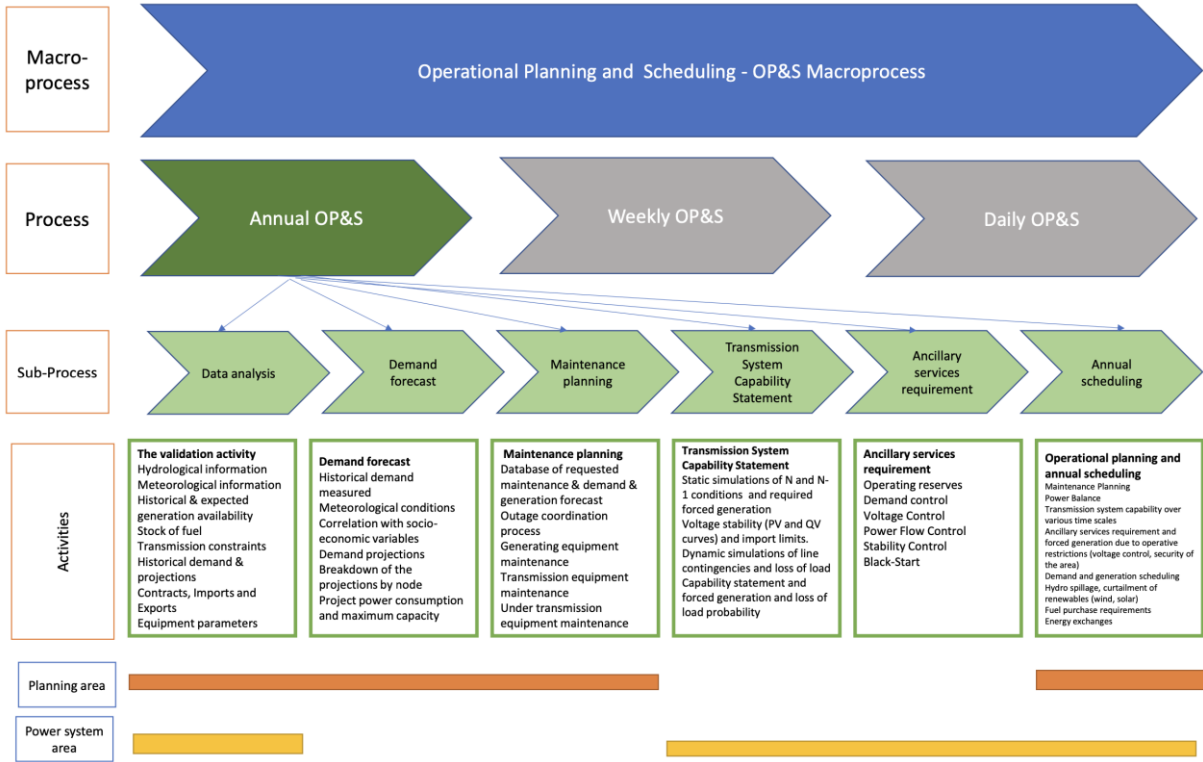 Macro-
process
Operational Planning and  Scheduling - OP&S Macroprocess
Process
Annual OP&S
Weekly OP&S
Daily OP&S
Sub-Process
Data analysis
Demand
forecast
Maintenance
planning
Transmission
System
Capability
Statement
Ancillary
services
requirement
Annual
scheduling
Activities
The validation activity
Hydrological information
Meteorological information
Historical & expected
generation availability
Stock of fuel
Transmission constraints
Historical demand &
projections
Contracts, Imports and
Exports
Equipment parameters
Demand forecast
Historical demand
measured
Meteorological conditions
Correlation with socio-
economic variables
Demand projections
Breakdown of the
projections by node
Project power consumption
and maximum capacity
Maintenance planning
Database of requested
maintenance & demand &
generation forecast
Outage coordination
process
Generating equipment
maintenance
Transmission equipment
maintenance
Under transmission
equipment maintenance
Transmission System
Capability Statement
Static simulations of N and N-
1 conditions  and required
forced generation
Voltage stability (PV and QV
curves) and import limits.
Dynamic simulations of line
contingencies and loss of load
Capability statement and
forced generation and loss of
load probability
Ancillary services
requirement
Operating reserves
Demand control
Voltage Control
Power Flow Control
Stability Control
Black-Start
Operational planning and
annual scheduling
Maintenance Planning
Power Balance
Transmission system capability over
various time scales
Ancillary services requirement and
forced generation due to operative
restrictions (voltage control, security of
the area)
Demand and generation scheduling
Hydro spillage, curtailment of
renewables (wind, solar)
Fuel purchase requirements
Energy exchanges
Planning area
Power system
area